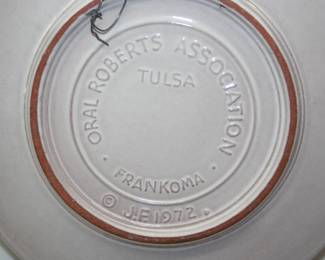 ORAL ROBERTS ASSOCIATION
TULSA
· FRANKOMA ·
© J.F. 1972.